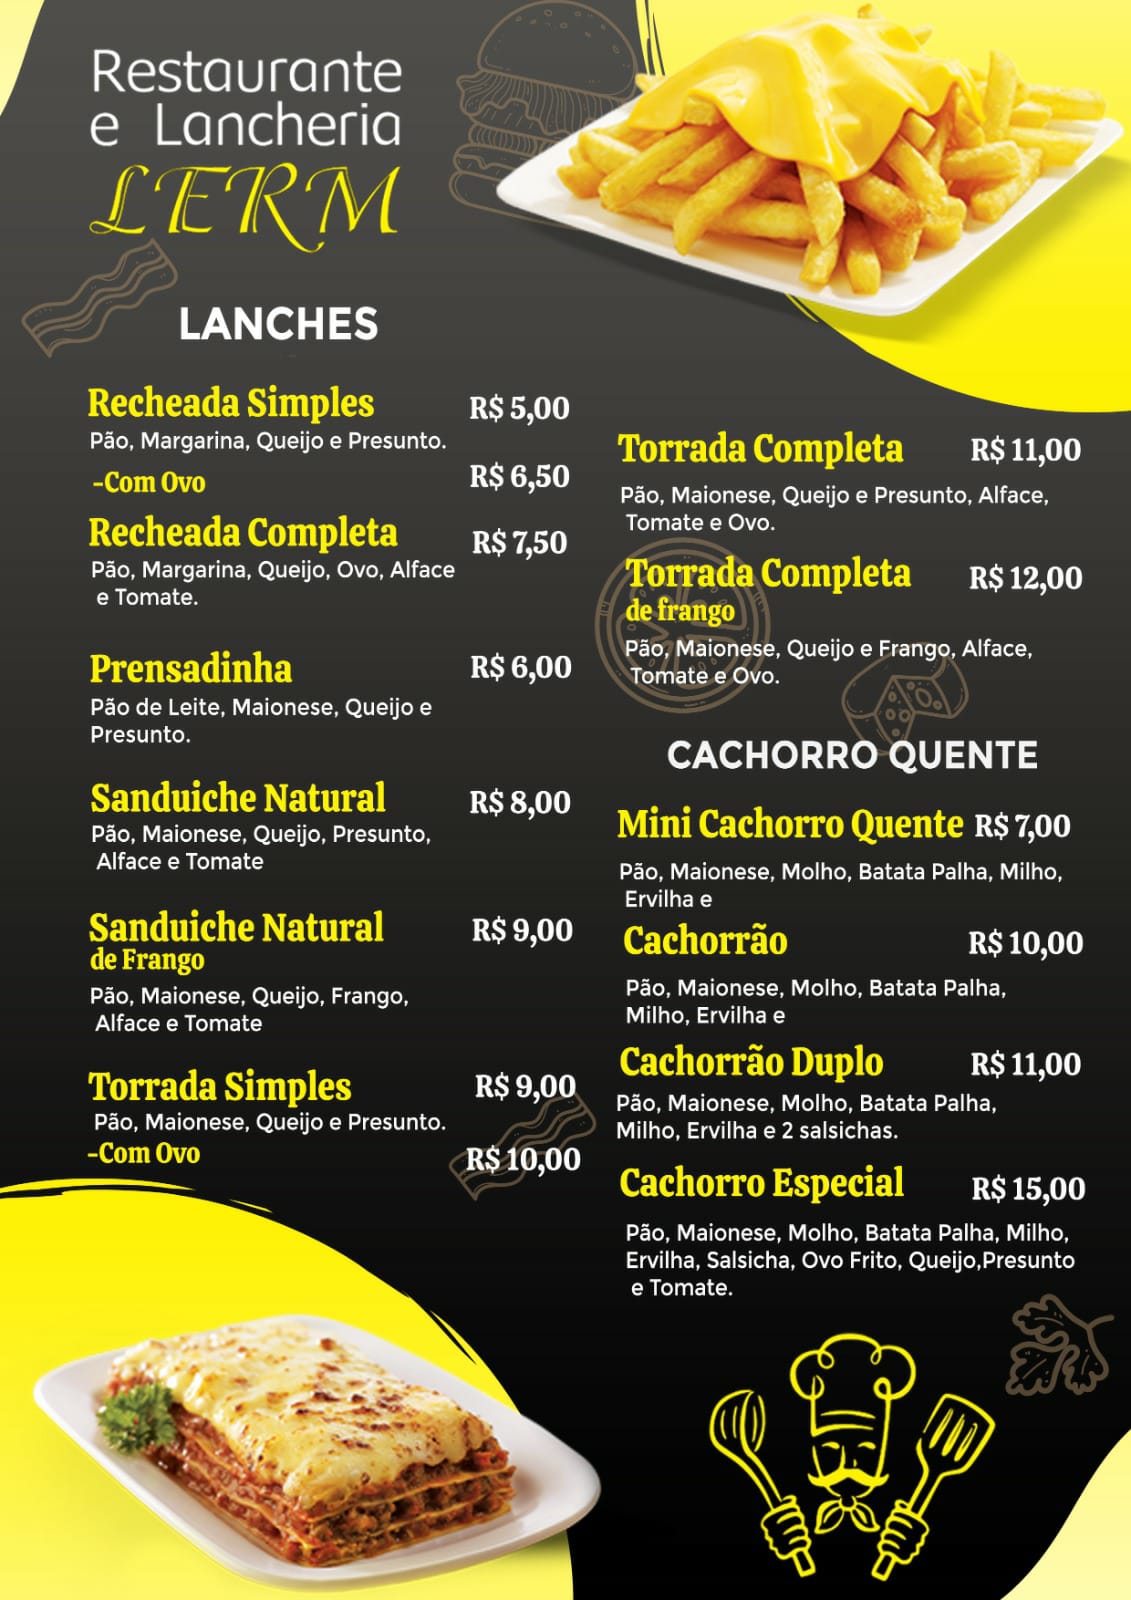 Restaurante
e Lancheria
LERM
LANCHES
Recheada Simples R$ 5,00
Pão, Margarina, Queijo e Presunto.
-Com Ovo R$ 6,50
Recheada Completa R$ 7,50
Pão, Margarina, Queijo, Ovo, Alface
e Tomate.
Prensadinha R$ 6,00
Pão de Leite, Maionese, Queijo e
Presunto.
Sanduiche Natural R$ 8,00
Pão, Maionese, Queijo, Presunto,
Alface e Tomate
Sanduiche Natural R$ 9,00
de Frango
Pão, Maionese, Queijo, Frango,
Alface e Tomate
Torrada Simples R$ 9,00
Pão, Maionese, Queijo e Presunto.
-Com Ovo R$ 10,00
Torrada Completa R$ 11,00
Pão, Maionese, Queijo e Presunto, Alface,
Tomate e Ovo.
Torrada Completa R$ 12,00
de frango
Pão, Maionese, Queijo e Frango, Alface,
Tomate e Ovo.
CACHORRO QUENTE
Mini Cachorro Quente R$ 7,00
Pão, Maionese, Molho, Batata Palha, Milho,
Ervilha e
Cachorrão R$ 10,00
Pão, Maionese, Molho, Batata Palha,
Milho, Ervilha e
Cachorrão Duplo R$ 11,00
Pão, Maionese, Molho, Batata Palha,
Milho, Ervilha e 2 salsichas.
Cachorro Especial R$ 15,00
Pão, Maionese, Molho, Batata Palha, Milho,
Ervilha, Salsicha, Ovo Frito, Queijo,Presunto
e Tomate.